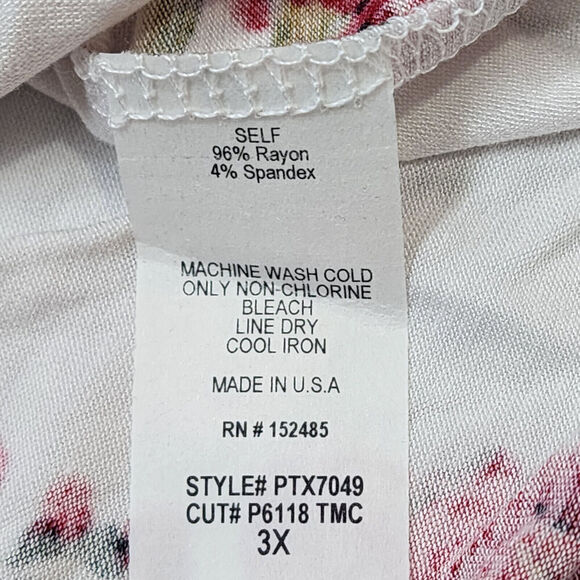 SELF
96% Rayon
4% Spandex
MACHINE WASH COLD
ONLY NON-CHLORINE
BLEACH
LINE DRY
COOL IRON
MADE IN U.S.A
RN # 152485
STYLE# PTX7049
CUT# P6118 TMC
3X